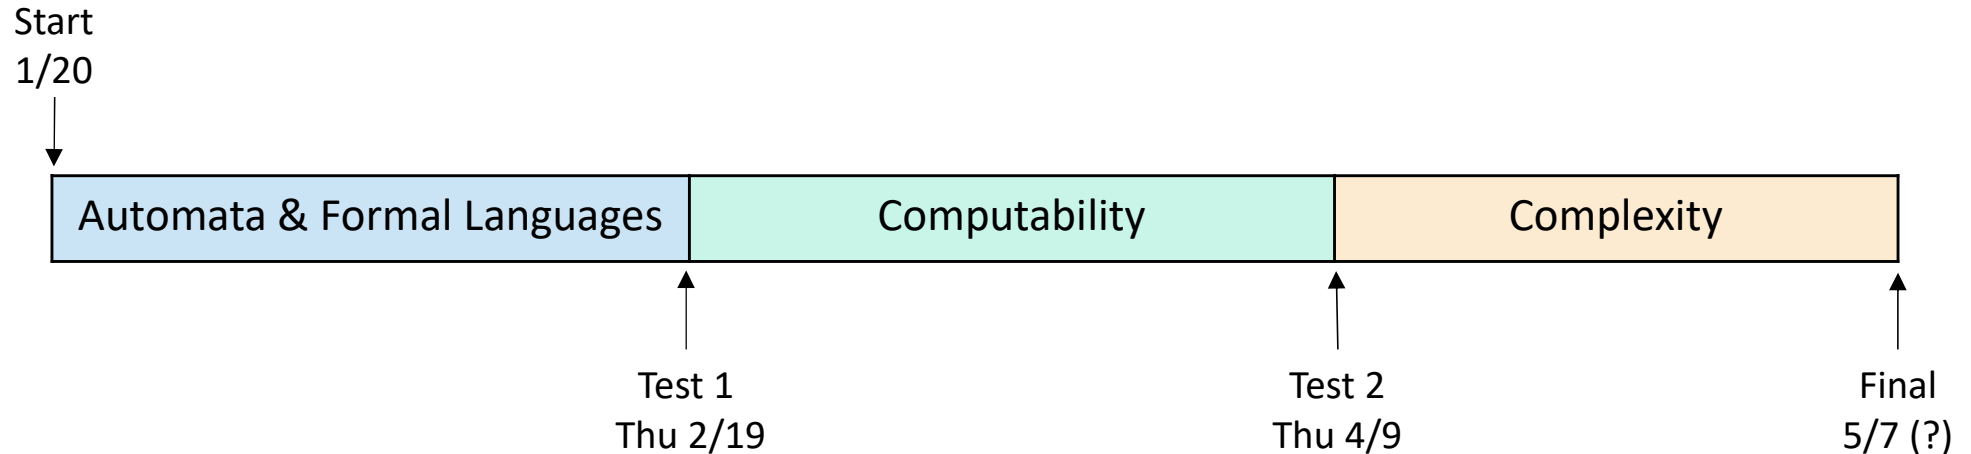 Start
1/20
Automata & Formal Languages
Computability
Complexity
Test 1
Thu 2/19
Test 2
Thu 4/9
Final
5/7 (?)